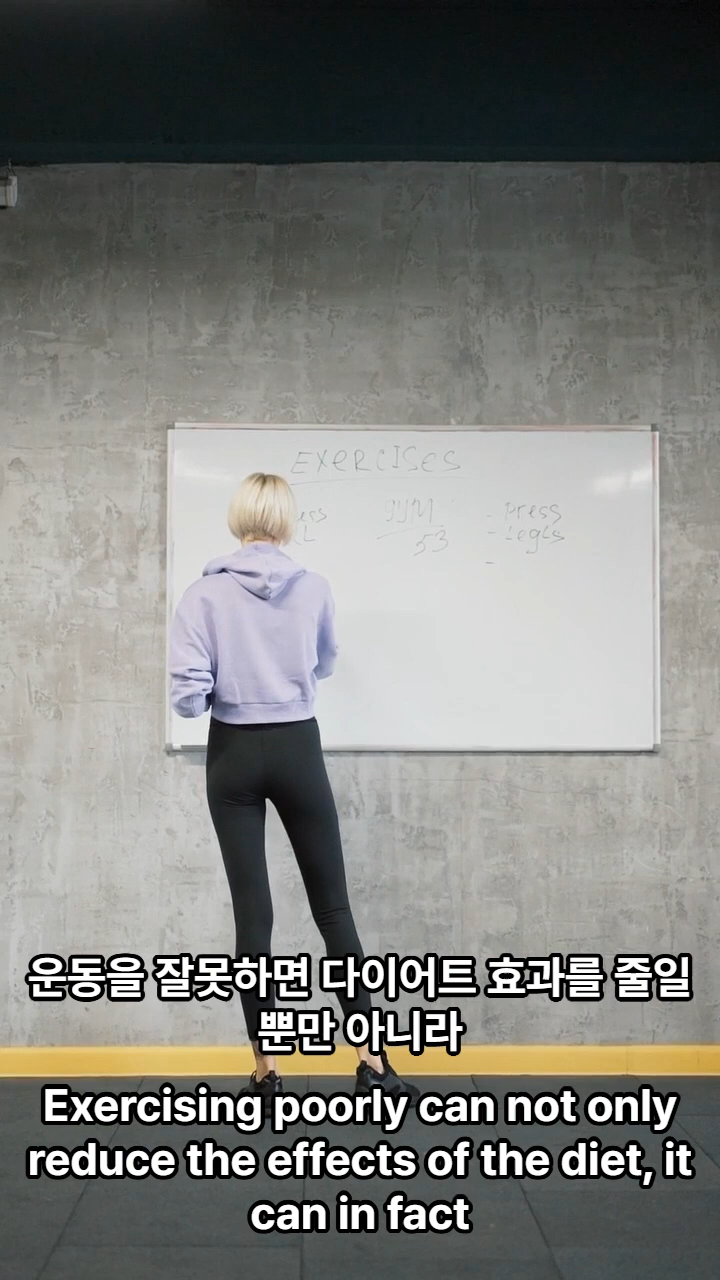 EXERCISES
53
- Press
- Legs
-
운동을 잘못하면 다이어트 효과를 줄일
뿐만 아니라
Exercising poorly can not only
reduce the effects of the diet, it
can in fact